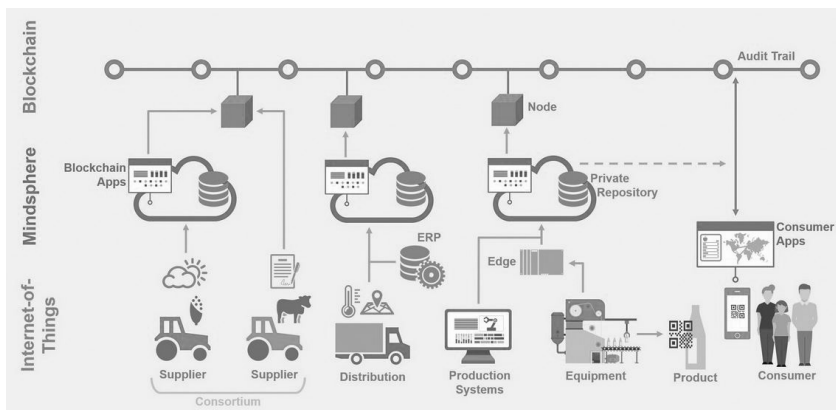 Blockchain
Audit Trail
Node
Mindsphere
Blockchain
Apps
Private
Repository
Consumer
Apps
ERP
Edge
Internet-of-
Things
Supplier
Supplier
Distribution
Production
Systems
Equipment
Product
Consumer
Consortium